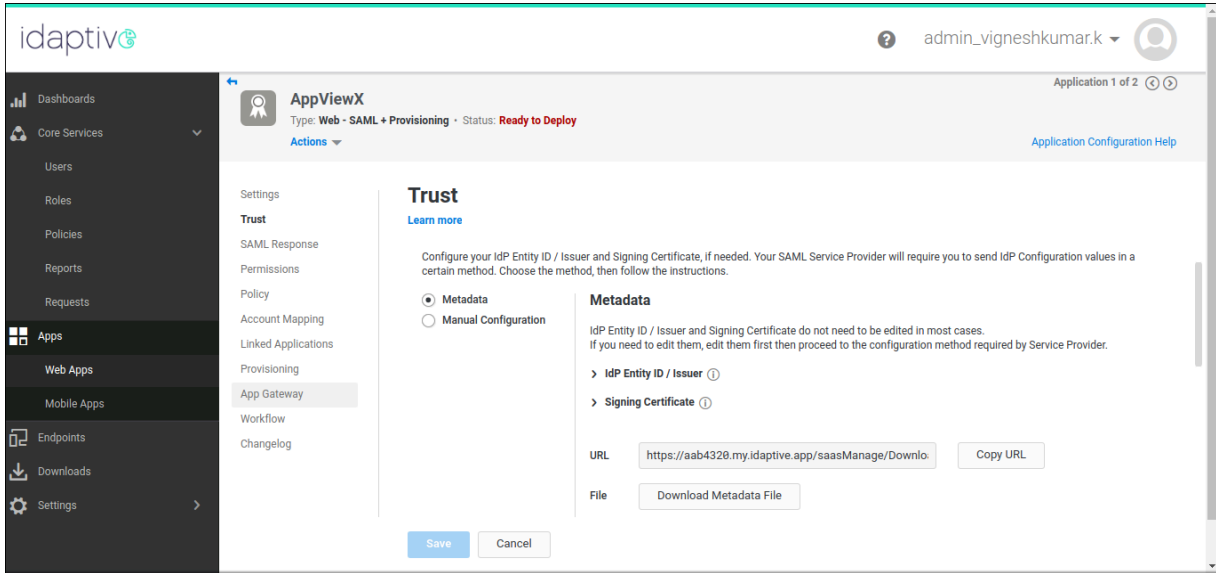 idaptive
admin_vigneshkumar.k
Dashboards
Core Services
Users
Roles
Policies
Reports
Requests
Apps
Web Apps
Mobile Apps
Endpoints
Downloads
Settings
Application 1 of 2
AppViewX
Type: Web - SAML + Provisioning • Status: Ready to Deploy
Actions
Application Configuration Help
Settings
Trust
SAML Response
Permissions
Policy
Account Mapping
Linked Applications
Provisioning
App Gateway
Workflow
Changelog
Trust
Learn more
Configure your IdP Entity ID / Issuer and Signing Certificate, if needed. Your SAML Service Provider will require you to send IdP Configuration values in a
certain method. Choose the method, then follow the instructions.
Metadata
Manual Configuration
Metadata
IdP Entity ID / Issuer and Signing Certificate do not need to be edited in most cases.
If you need to edit them, edit them first then proceed to the configuration method required by Service Provider.
IdP Entity ID / Issuer
Signing Certificate
URL https://aab4320.my.idaptive.app/saasManage/Downlo Copy URL
File Download Metadata File
Save Cancel